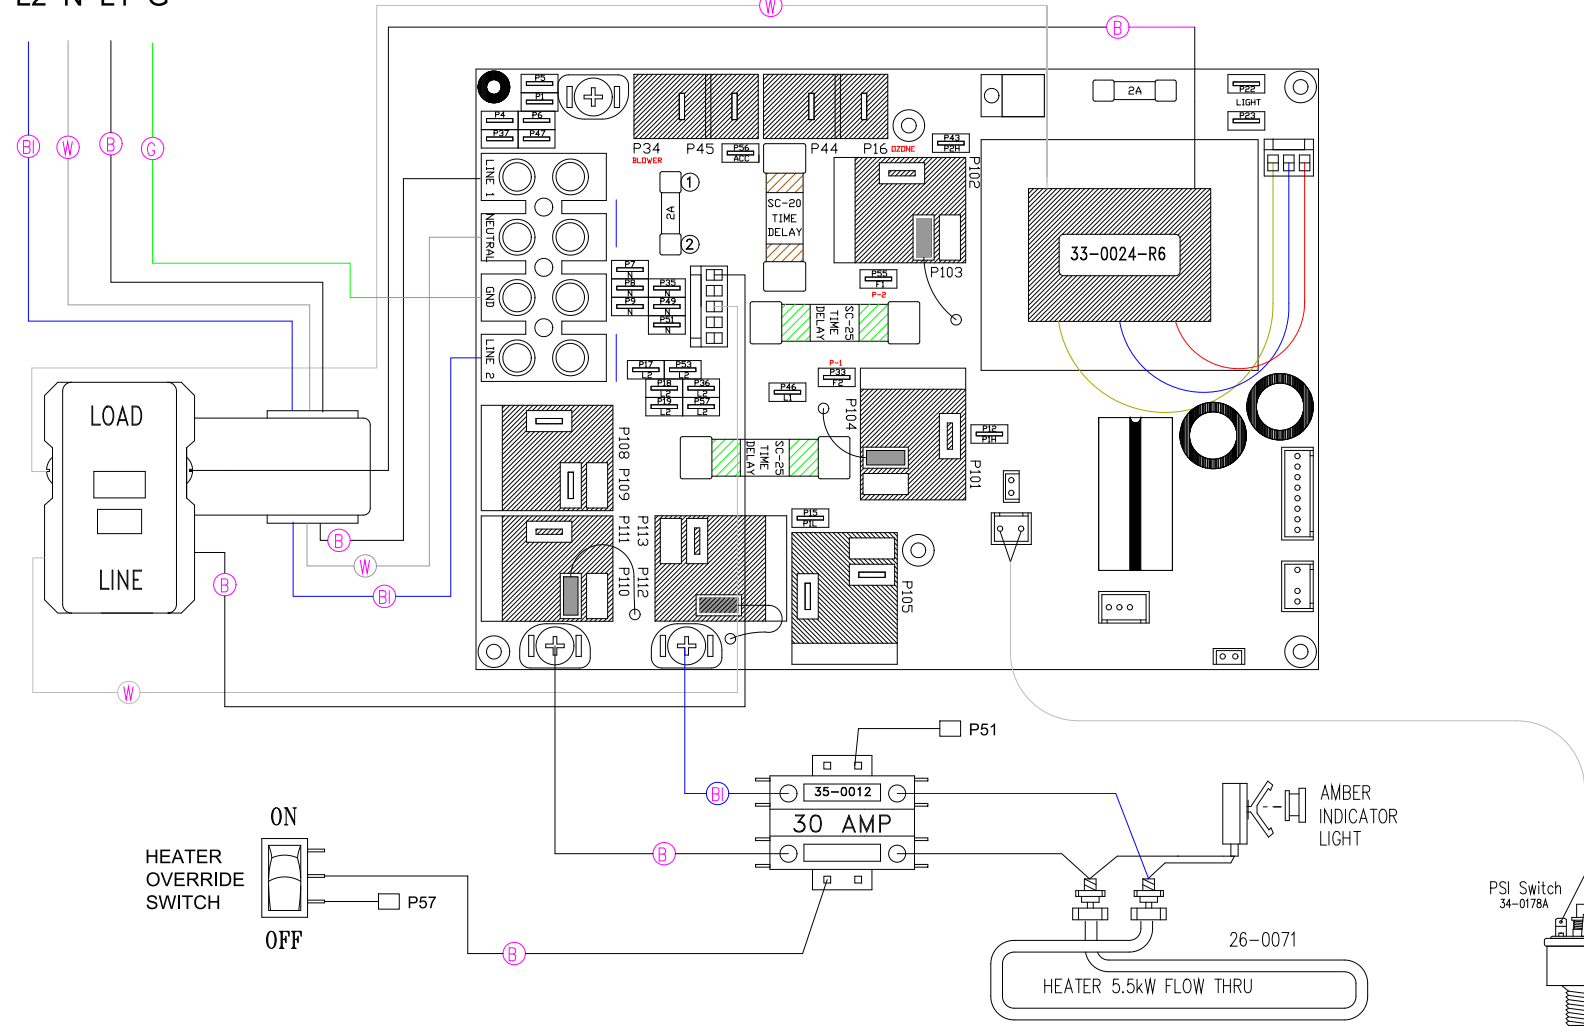 L2 N L1 G
W
B
Bl
W
B
G
P5
P1
P4
P6
P37
P47
P34
BLOWER
P45
P56
ACC
P44
P16
OZONE
P43
P2H
P102
2A
P22
LIGHT
P23
LINE 1
NEUTRAL
GND
LINE 2
1
2A
2
SC-20
TIME
DELAY
P103
33-0024-R6
P7
N
P8
N
P9
N
P35
N
P49
N
P51
N
P55
F1
P-2
SC-25
TIME
DELAY
P-1
P33
F2
P17
L2
P53
L2
P18
L2
P36
L2
P19
L2
P57
L2
P46
L1
P104
P12
P1H
P101
SC-25
TIME
DELAY
P108
P109
P111
P110
P113
P112
P15
P1L
P105
LOAD
LINE
B
W
Bl
B
W
P51
Bl
35-0012
30 AMP
B
AMBER
INDICATOR
LIGHT
ON
HEATER
OVERRIDE
SWITCH
P57
OFF
B
PSI Switch
34-0178A
26-0071
HEATER 5.5kW FLOW THRU